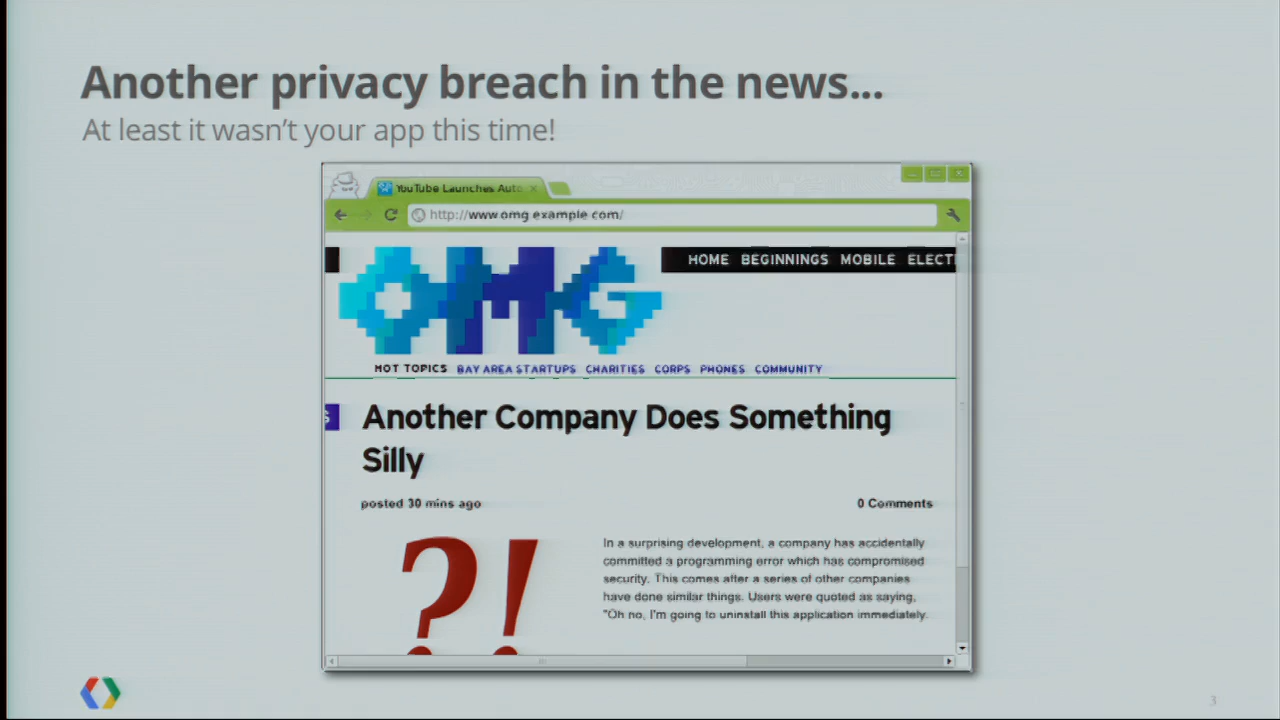 Another privacy breach in the news...
At least it wasn't your app this time!
YouTube Launches Auto
http://www.omg.example.com/
HOME BEGINNINGS MOBILE ELECT
OMG
HOT TOPICS BAY AREA STARTUPS CHARITIES CORPS PHONES COMMUNITY
S
Another Company Does Something
Silly
posted 30 mins ago
0 Comments
?!
In a surprising development, a company has accidentally
committed a programming error which has compromised
security. This comes after a series of other companies
have done similar things. Users were quoted as saying,
"Oh no, I'm going to uninstall this application immediately.
3